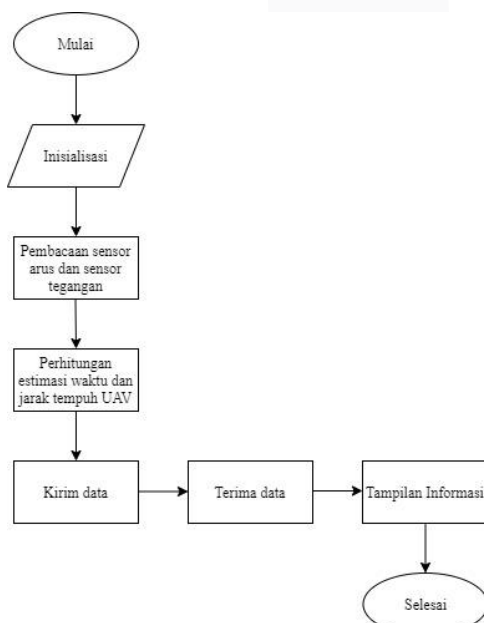 Mulai
Inisialisasi
Pembacaan sensor
arus dan sensor
tegangan
Perhitungan
estimasi waktu dan
jarak tempuh UAV
Kirim data
Terima data
Tampilan Informasi
Selesai